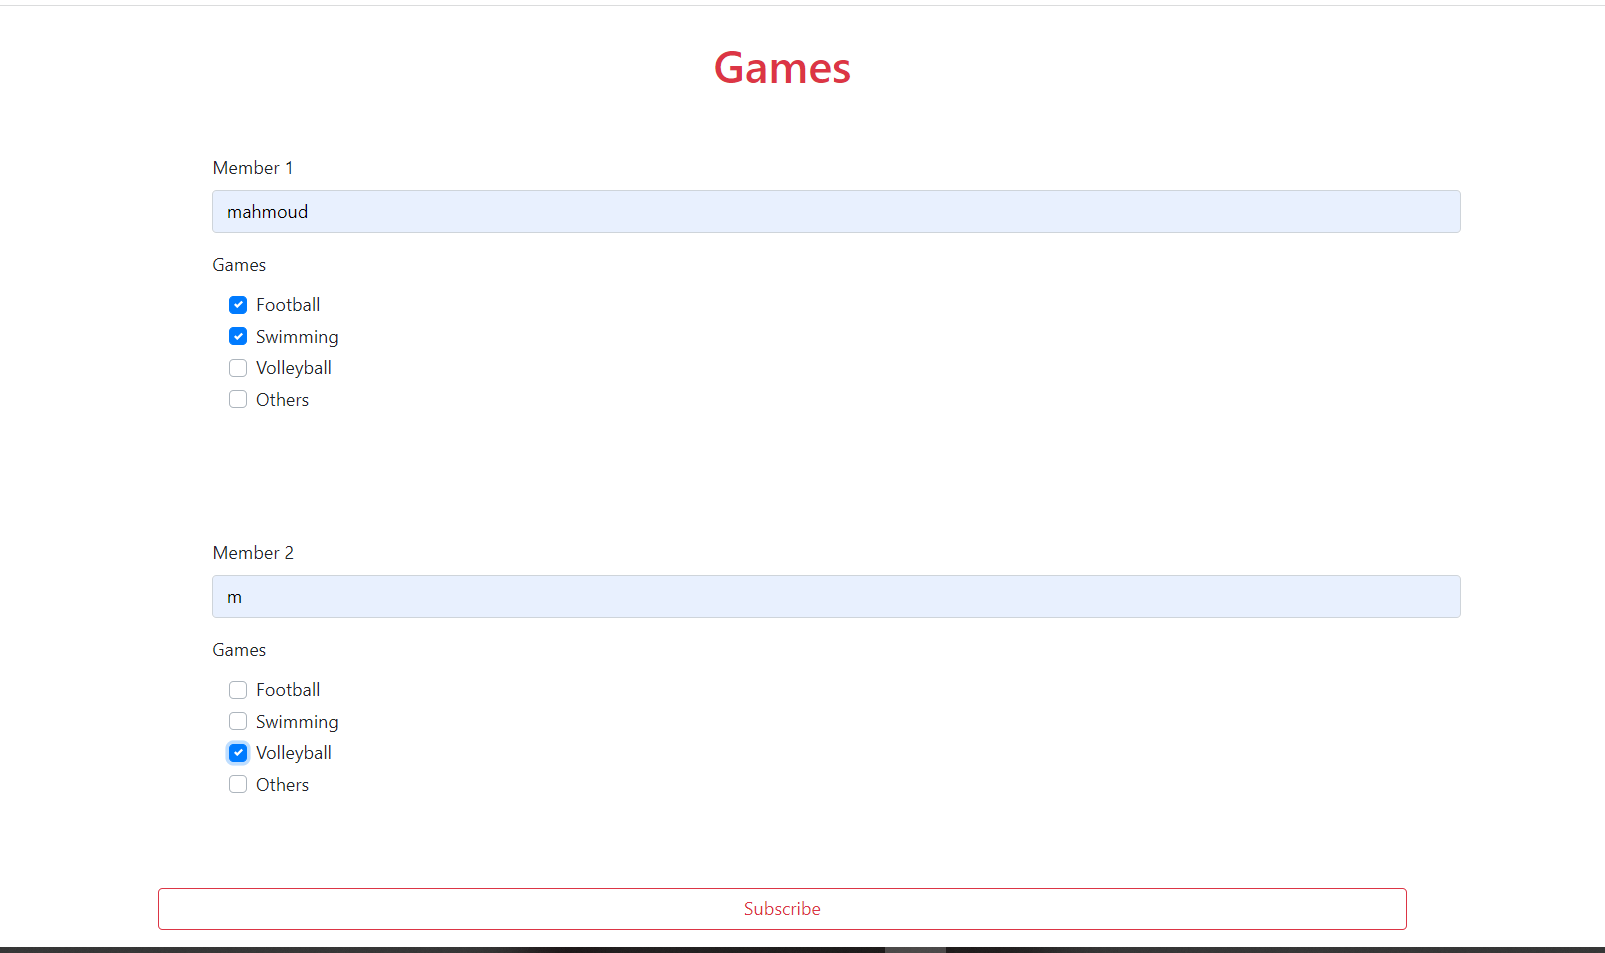 Games
Member 1
mahmoud
Games
Football
Swimming
Volleyball
Others
Member 2
m
Games
Football
Swimming
Volleyball
Others
Subscribe